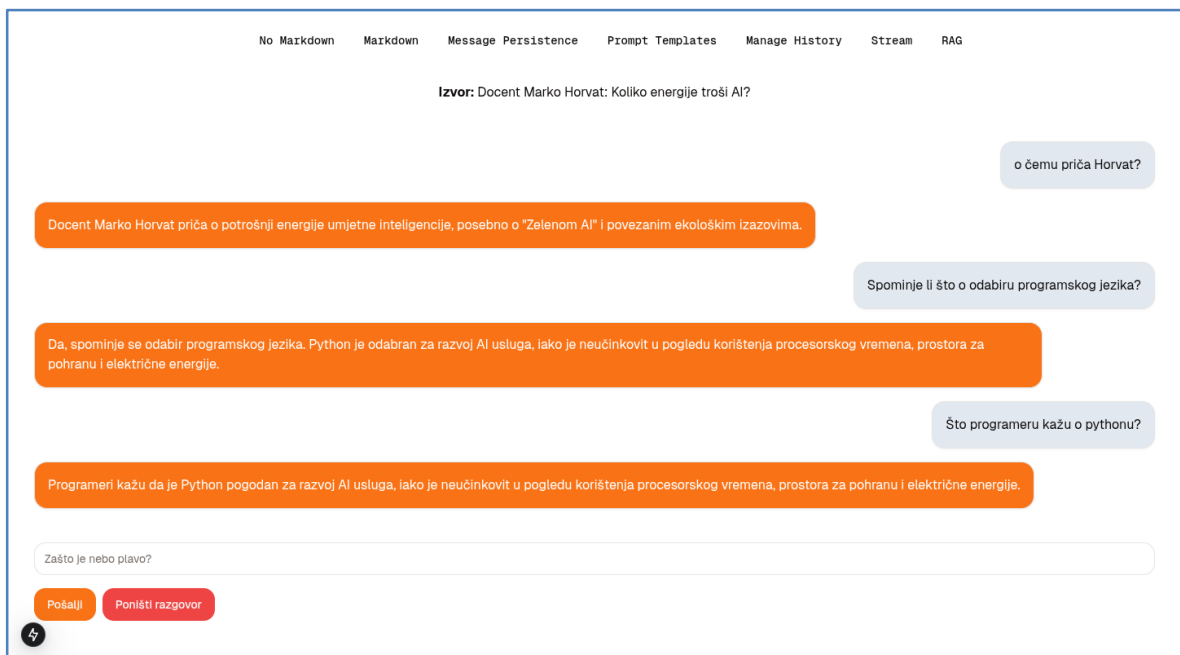 No Markdown Markdown Message Persistence Prompt Templates Manage History Stream RAG
Izvor: Docent Marko Horvat: Koliko energije troši AI?
o čemu priča Horvat?
Docent Marko Horvat priča o potrošnji energije umjetne inteligencije, posebno o "Zelenom AI" i povezanim ekološkim izazovima.
Spominje li što o odabiru programskog jezika?
Da, spominje se odabir programskog jezika. Python je odabran za razvoj AI usluga, iako je neučinkovit u pogledu korištenja procesorskog vremena, prostora za
pohranu i električne energije.
Što programeru kažu o pythonu?
Programeri kažu da je Python pogodan za razvoj AI usluga, iako je neučinkovit u pogledu korištenja procesorskog vremena, prostora za pohranu i električne energije.
Zašto je nebo plavo?
Pošalji Poništi razgovor